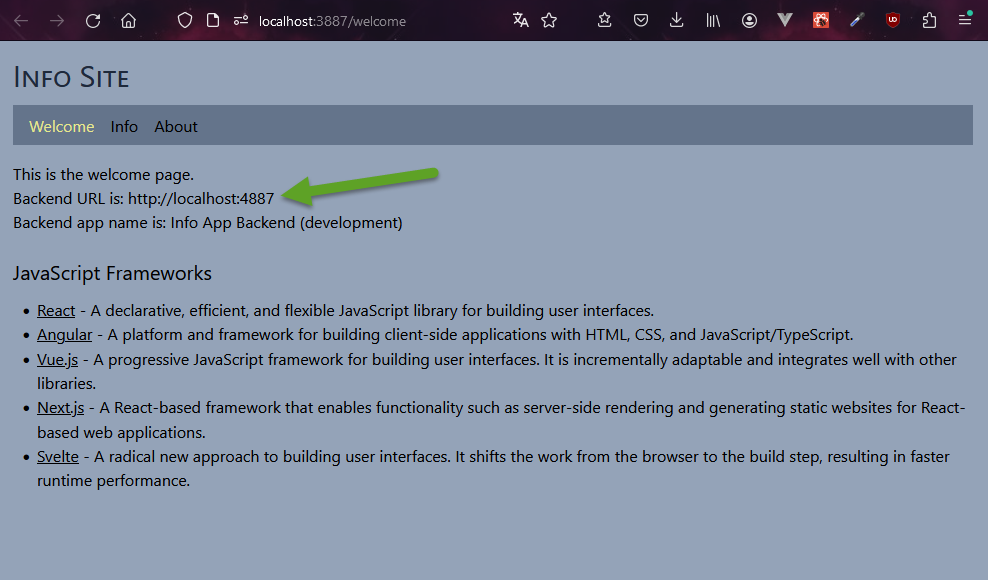 localhost:3887/welcome
Info Site
Welcome Info About
This is the welcome page.
Backend URL is: http://localhost:4887
Backend app name is: Info App Backend (development)
JavaScript Frameworks
• React - A declarative, efficient, and flexible JavaScript library for building user interfaces.
• Angular - A platform and framework for building client-side applications with HTML, CSS, and JavaScript/TypeScript.
• Vue.js - A progressive JavaScript framework for building user interfaces. It is incrementally adaptable and integrates well with other
libraries.
• Next.js - A React-based framework that enables functionality such as server-side rendering and generating static websites for React-
based web applications.
• Svelte - A radical new approach to building user interfaces. It shifts the work from the browser to the build step, resulting in faster
runtime performance.